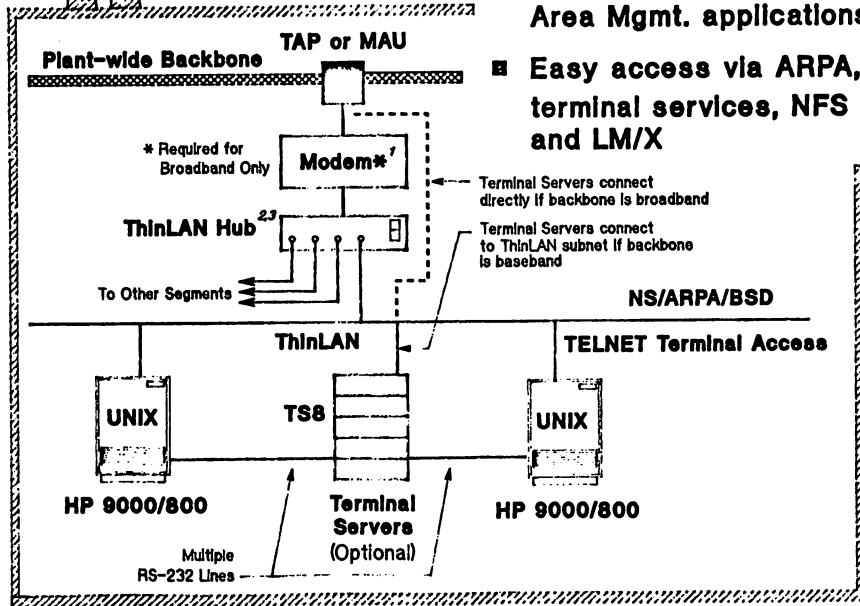 Area Mgmt. applications
■ Easy access via ARPA,
terminal services, NFS
and LM/X
TAP or MAU
Plant-wide Backbone
* Required for
Broadband Only
Modem*1
Terminal Servers connect
directly if backbone is broadband
ThinLAN Hub 2,3
Terminal Servers connect
to ThinLAN subnet if backbone
is baseband
To Other Segments
NS/ARPA/BSD
ThinLAN
TELNET Terminal Access
UNIX
TS8
UNIX
HP 9000/800
Terminal
Servers
(Optional)
HP 9000/800
Multiple
RS-232 Lines